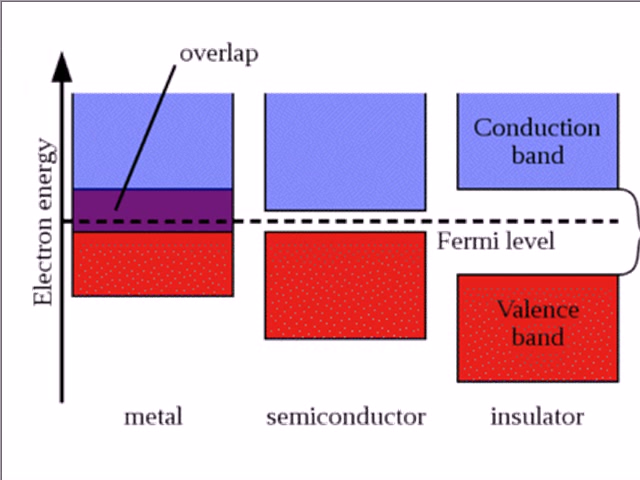 overlap
Electron energy
Conduction
band
Fermi level
Valence
band
metal
semiconductor
insulator